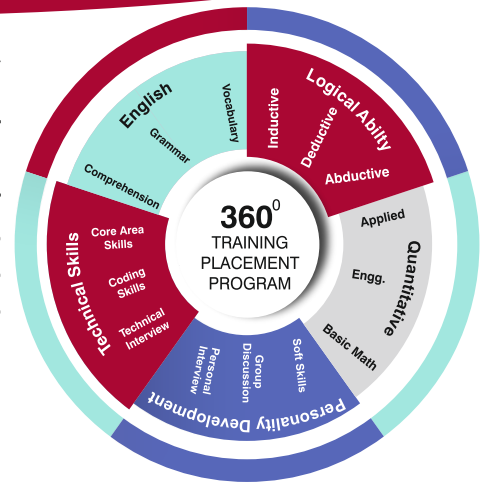 360⁰
TRAINING
PLACEMENT
PROGRAM
Logical Abilty
Inductive
Deductive
Abductive
Quantitative
Applied
Engg.
Basic Math
Personality Development
Soft Skills
Group
Discussion
Personal
Interview
Technical Skills
Core Area
Skills
Coding
Skills
Technical
Interview
English
Comprehension
Grammar
Vocabulary